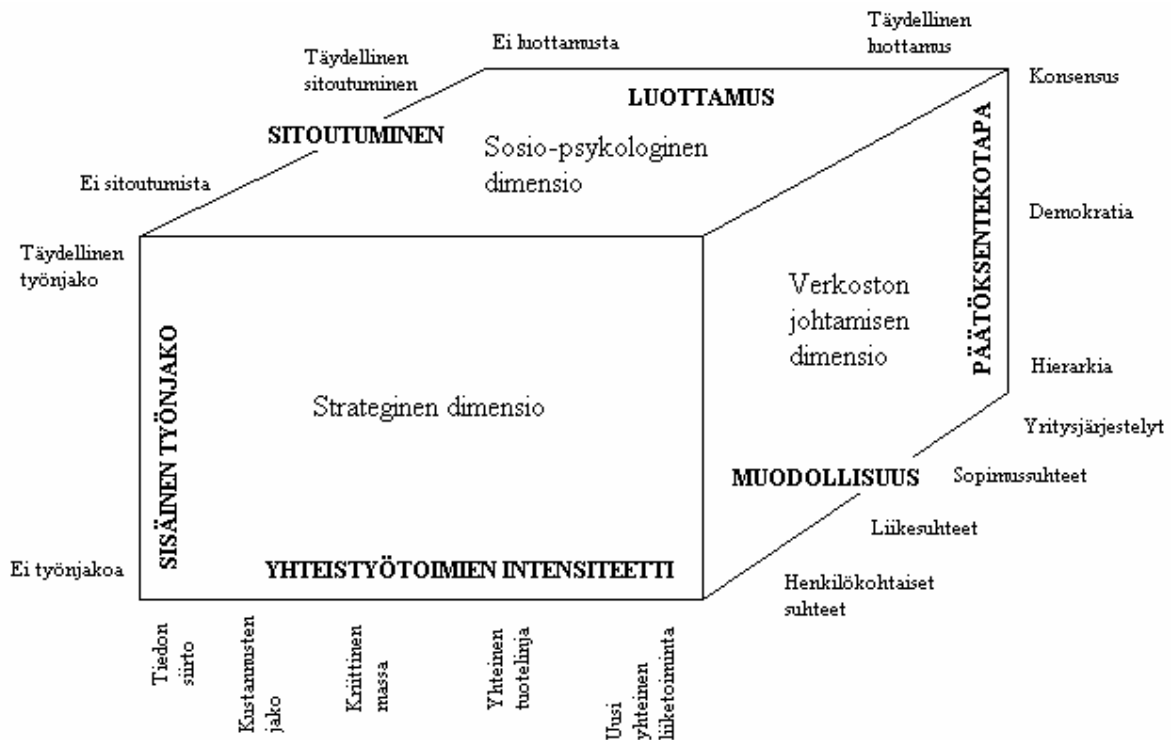 Ei luottamusta
Täydellinen
luottamus
Täydellinen
sitoutuminen
Konsensus
LUOTTAMUS
SITOUTUMINEN
Sosio-psykologinen
dimensio
PÄÄTÖKSENTEKOTAPA
Ei sitoutumista
Demokratia
Täydellinen
työnjako
Verkoston
johtamisen
dimensio
Hierarkia
SISÄINEN TYÖNJAKO
Strateginen dimensio
Yritysjärjestelyt
MUODOLLISUUS
Sopimussuhteet
Liikesuhteet
Ei työnjakoa
YHTEISTYÖTOIMIEN INTENSITEETTI
Henkilökohtaiset
suhteet
Tiedon
siirto
Kustannusten
jako
Kriittinen
massa
Yhteinen
tuotelinja
Uusi
yhteinen
liiketoiminta